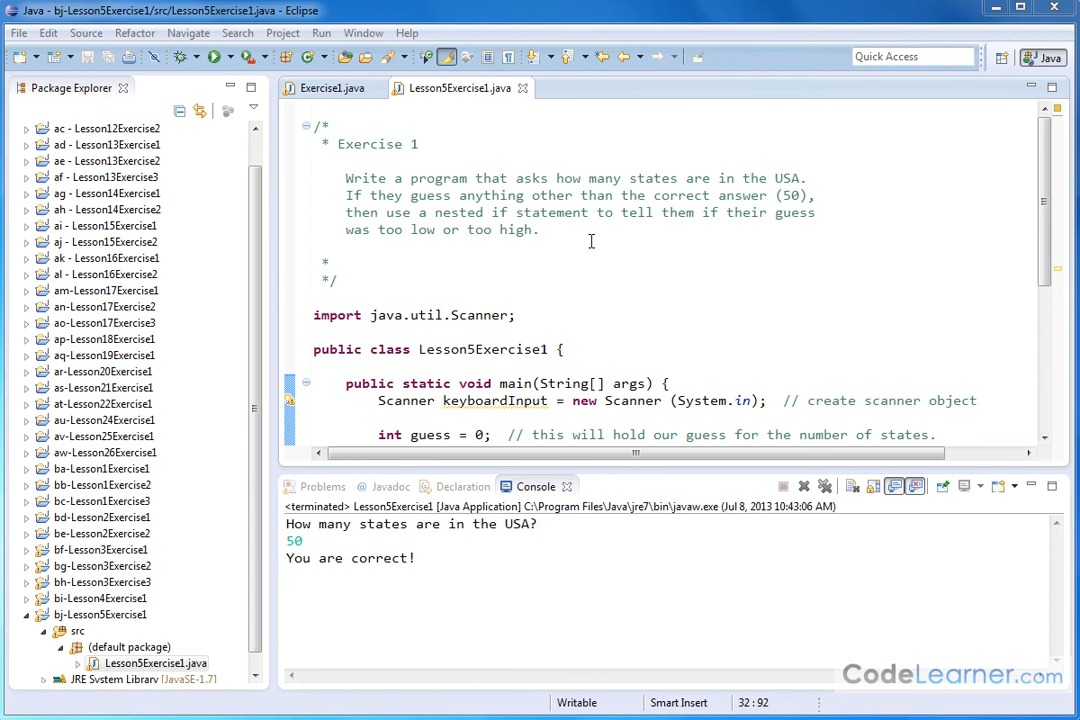 Java - bj-Lesson5Exercise1/src/Lesson5Exercise1.java - Eclipse
File Edit Source Refactor Navigate Search Project Run Window Help
Quick Access Java
Package Explorer
Exercise1.java Lesson5Exercise1.java
ac - Lesson12Exercise2
ad - Lesson13Exercise1
ae - Lesson13Exercise2
af - Lesson13Exercise3
ag - Lesson14Exercise1
ah - Lesson14Exercise2
ai - Lesson15Exercise1
aj - Lesson15Exercise2
ak - Lesson16Exercise1
al - Lesson16Exercise2
am-Lesson17Exercise1
an-Lesson17Exercise2
ao-Lesson17Exercise3
ap-Lesson18Exercise1
aq-Lesson19Exercise1
ar-Lesson20Exercise1
as-Lesson21Exercise1
at-Lesson22Exercise1
au-Lesson24Exercise1
av-Lesson25Exercise1
aw-Lesson26Exercise1
ba-Lesson1Exercise1
bb-Lesson1Exercise2
bc-Lesson1Exercise3
bd-Lesson2Exercise1
be-Lesson2Exercise2
bf-Lesson3Exercise1
bg-Lesson3Exercise2
bh-Lesson3Exercise3
bi-Lesson4Exercise1
bj-Lesson5Exercise1
src
(default package)
Lesson5Exercise1.java
JRE System Library [JavaSE-1.7]
/*
* Exercise 1
Write a program that asks how many states are in the USA.
If they guess anything other than the correct answer (50),
then use a nested if statement to tell them if their guess
was too low or too high.
*
*/
import java.util.Scanner;
public class Lesson5Exercise1 {
public static void main(String[] args) {
Scanner keyboardInput = new Scanner (System.in); // create scanner object
int guess = 0; // this will hold our guess for the number of states.
Problems Javadoc Declaration Console
<terminated> Lesson5Exercise1 [Java Application] C:\Program Files\Java\jre7\bin\javaw.exe (Jul 8, 2013 10:43:06 AM)
How many states are in the USA?
50
You are correct!
CodeLearner.com
Writable Smart Insert 32 : 92